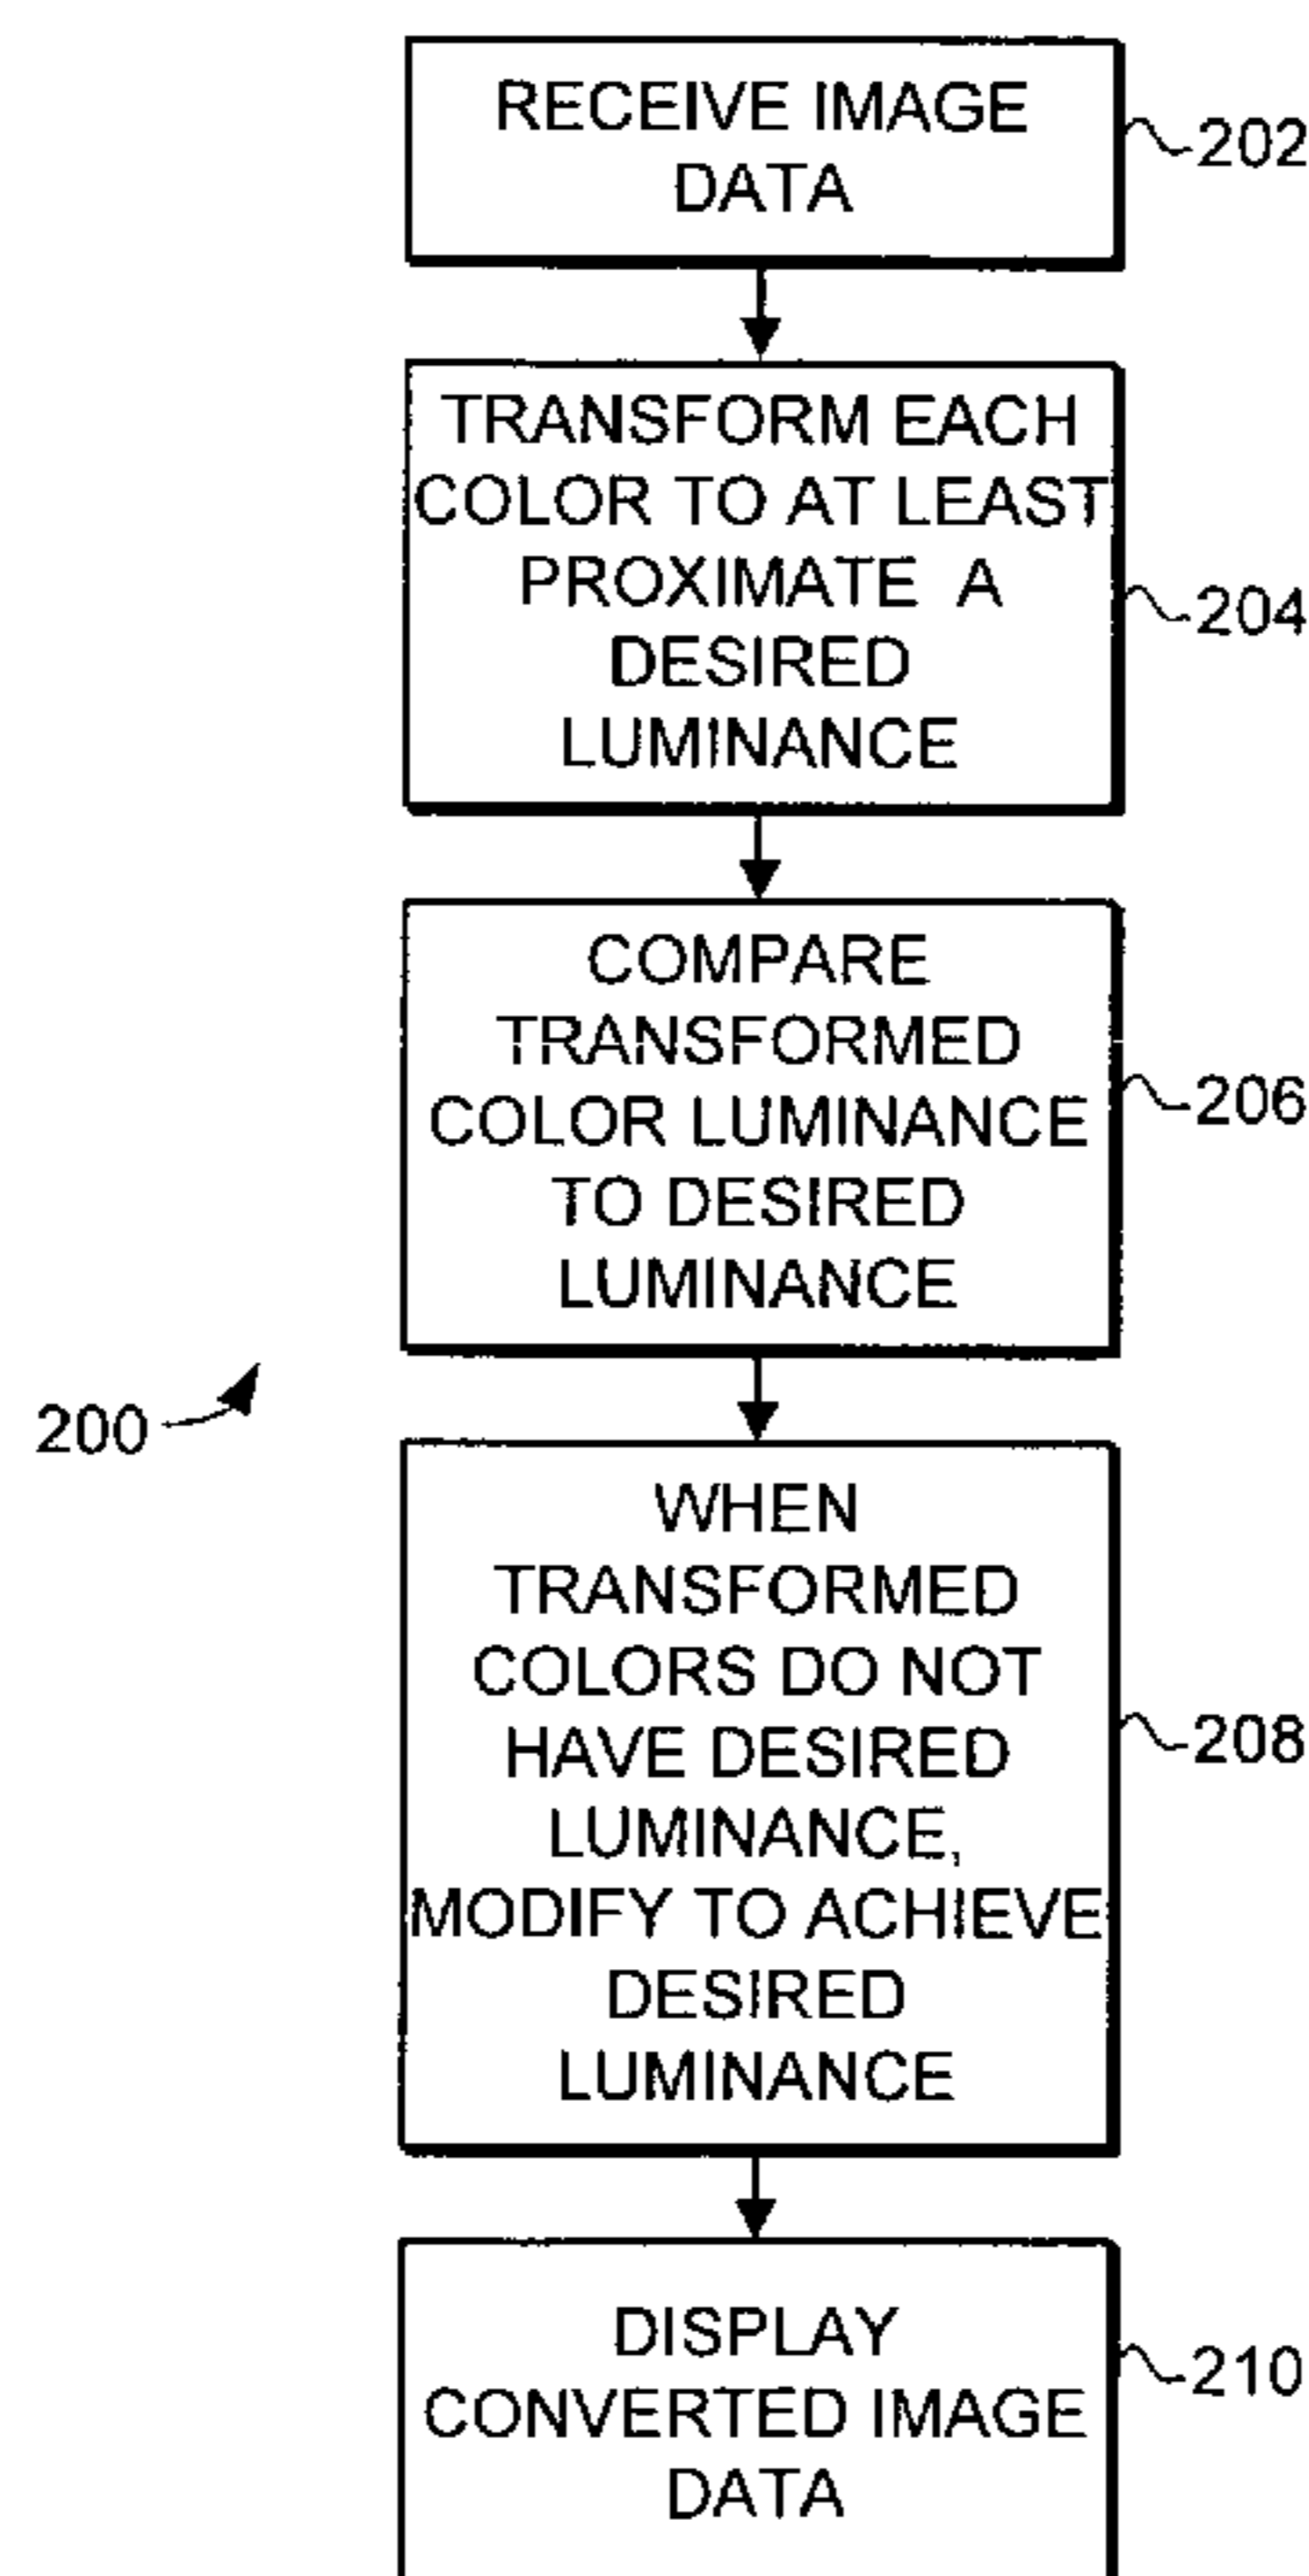 RECEIVE IMAGE
DATA
202
TRANSFORM EACH
COLOR TO AT LEAST
PROXIMATE A
DESIRED
LUMINANCE
204
COMPARE
TRANSFORMED
COLOR LUMINANCE
TO DESIRED
LUMINANCE
206
200
WHEN
TRANSFORMED
COLORS DO NOT
HAVE DESIRED
LUMINANCE,
MODIFY TO ACHIEVE
DESIRED
LUMINANCE
208
DISPLAY
CONVERTED IMAGE
DATA
210